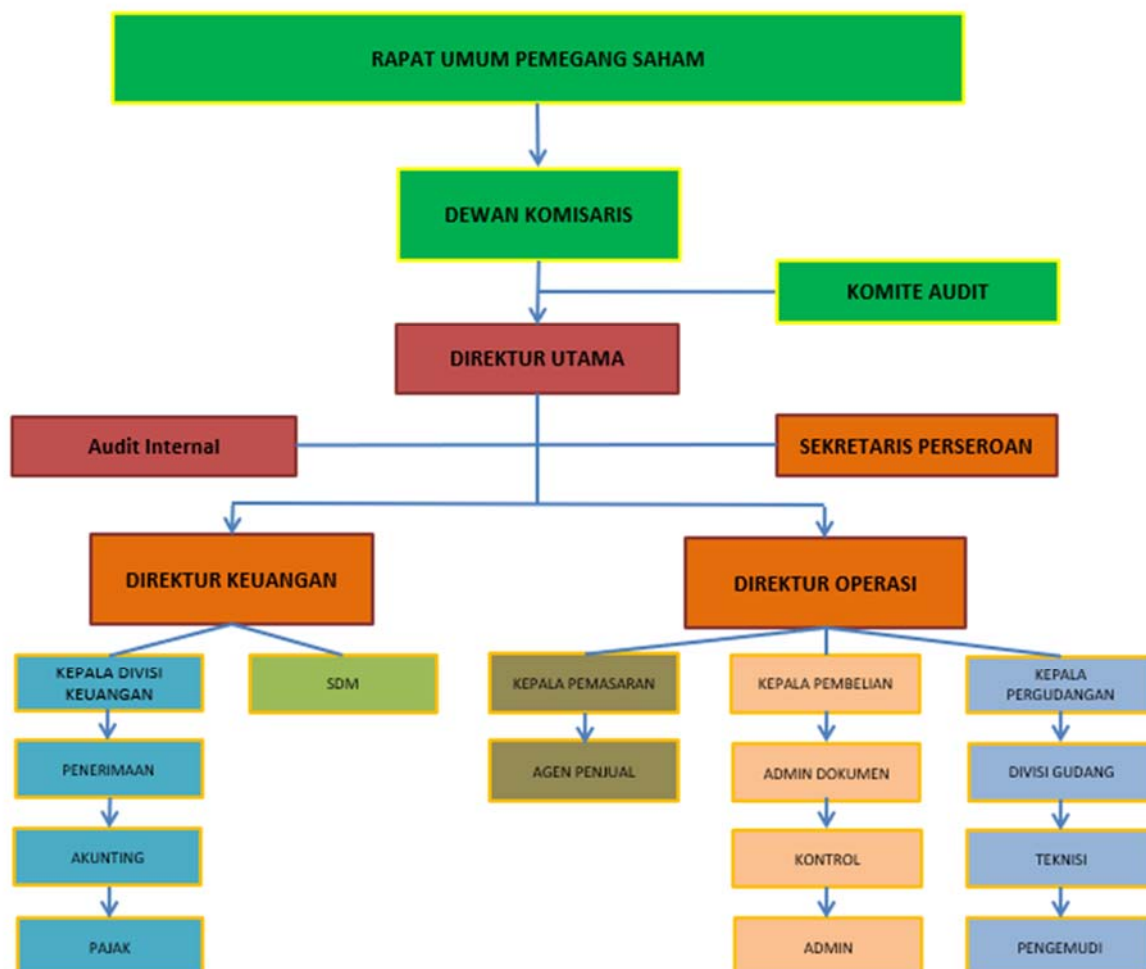 RAPAT UMUM PEMEGANG SAHAM
DEWAN KOMISARIS
KOMITE AUDIT
DIREKTUR UTAMA
Audit Internal
SEKRETARIS PERSEROAN
DIREKTUR KEUANGAN
DIREKTUR OPERASI
KEPALA DIVISI
KEUANGAN
SDM
KEPALA PEMASARAN
KEPALA PEMBELIAN
KEPALA
PERGUDANGAN
PENERIMAAN
AGEN PENJUAL
ADMIN DOKUMEN
DIVISI GUDANG
AKUNTING
KONTROL
TEKNISI
PAJAK
ADMIN
PENGEMUDI